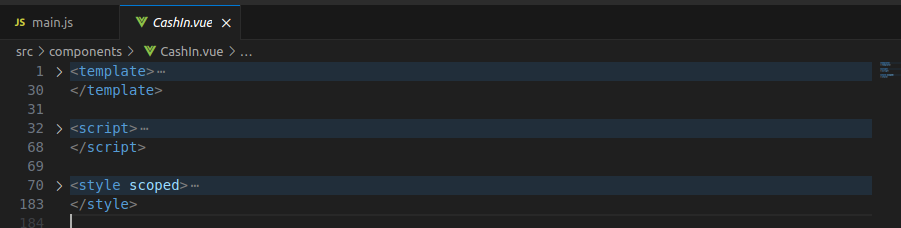 JS main.js CashIn.vue ×
src > components > CashIn.vue > ...
1 > <template>…
30 </template>
31
32 > <script>…
68 </script>
69
70 > <style scoped>…
183 </style>
184